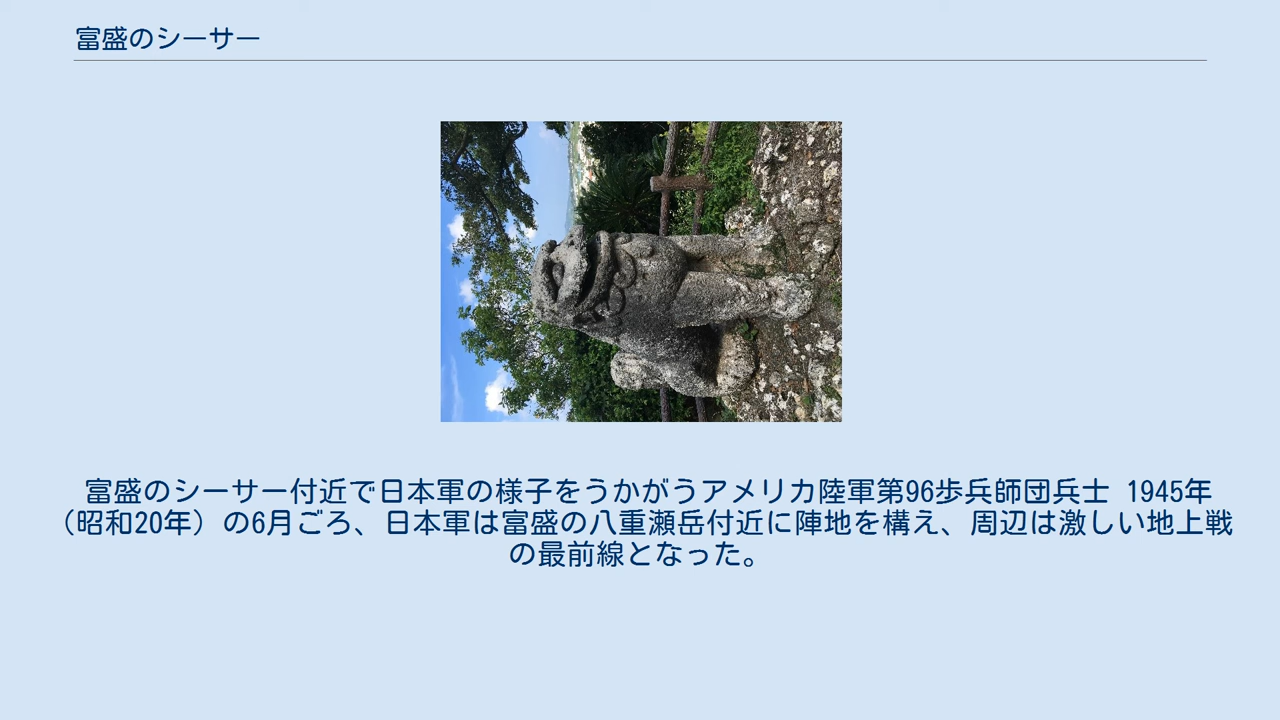 富盛のシーサー
富盛のシーサー付近で日本軍の様子をうかがうアメリカ陸軍第96歩兵師団兵士 1945年
（昭和20年）の6月ごろ、日本軍は富盛の八重瀬岳付近に陣地を構え、周辺は激しい地上戦
の最前線となった。